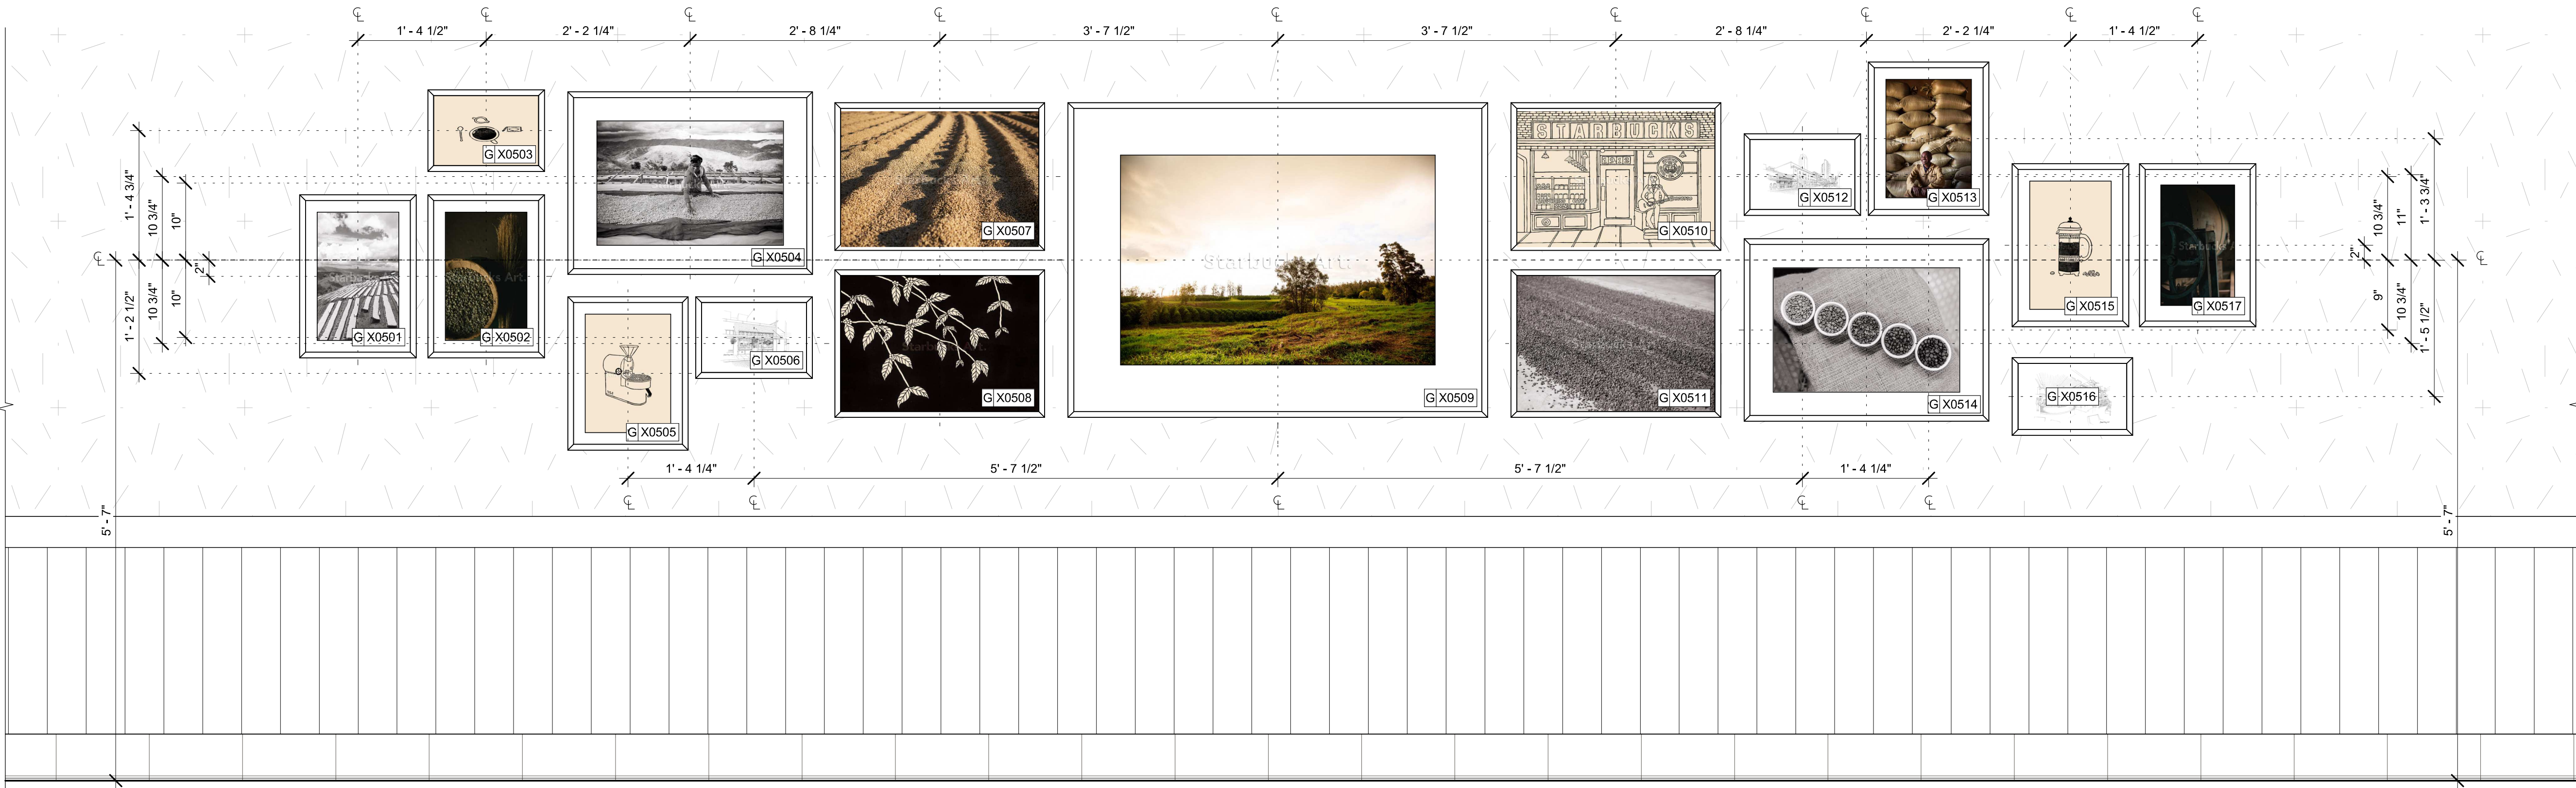 ℄ ℄ ℄ ℄ ℄ ℄ ℄ ℄ ℄
1' - 4 1/2" 2' - 2 1/4" 2' - 8 1/4" 3' - 7 1/2" 3' - 7 1/2" 2' - 8 1/4" 2' - 2 1/4" 1' - 4 1/2"
STARBUCKS
G X0503
G X0512
G X0513
1' - 4 3/4"
10 3/4"
10"
2"
℄
1' - 2 1/2"
10 3/4"
10"
G X0507
G X0510
G X0504
Starbucks Art.
G X0501
G X0502
G X0515
G X0517
G X0506
G X0508
G X0509
G X0511
G X0514
G X0516
G X0505
10 3/4"
11"
1' - 3 3/4"
2"
℄
9"
10 3/4"
1' - 5 1/2"
1' - 4 1/4" 5' - 7 1/2" 5' - 7 1/2" 1' - 4 1/4"
℄ ℄ ℄ ℄ ℄
5' - 7"
5' - 7"